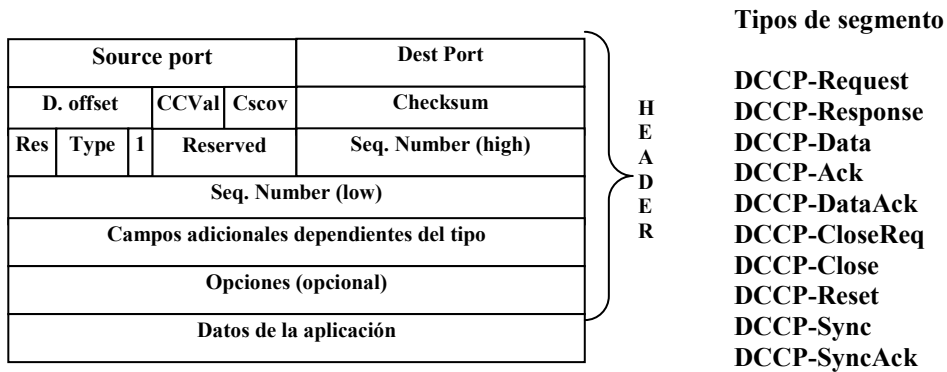 Tipos de segmento
Source port Dest Port
D. offset CCVal Cscov Checksum
Res Type 1 Reserved Seq. Number (high)
Seq. Number (low)
Campos adicionales dependientes del tipo
Opciones (opcional)
Datos de la aplicación
H
E
A
D
E
R
DCCP-Request
DCCP-Response
DCCP-Data
DCCP-Ack
DCCP-DataAck
DCCP-CloseReq
DCCP-Close
DCCP-Reset
DCCP-Sync
DCCP-SyncAck